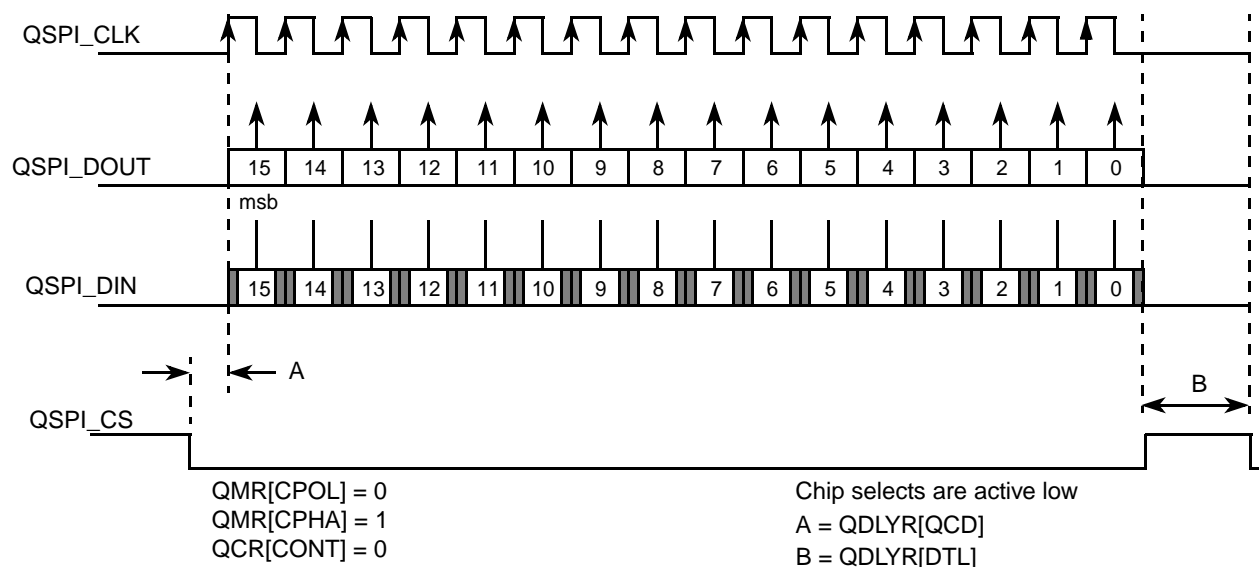 QSPI_CLK
QSPI_DOUT
15 14 13 12 11 10 9 8 7 6 5 4 3 2 1 0
msb
QSPI_DIN
15 14 13 12 11 10 9 8 7 6 5 4 3 2 1 0
A
B
QSPI_CS
QMR[CPOL] = 0
QMR[CPHA] = 1
QCR[CONT] = 0
Chip selects are active low
A = QDLYR[QCD]
B = QDLYR[DTL]